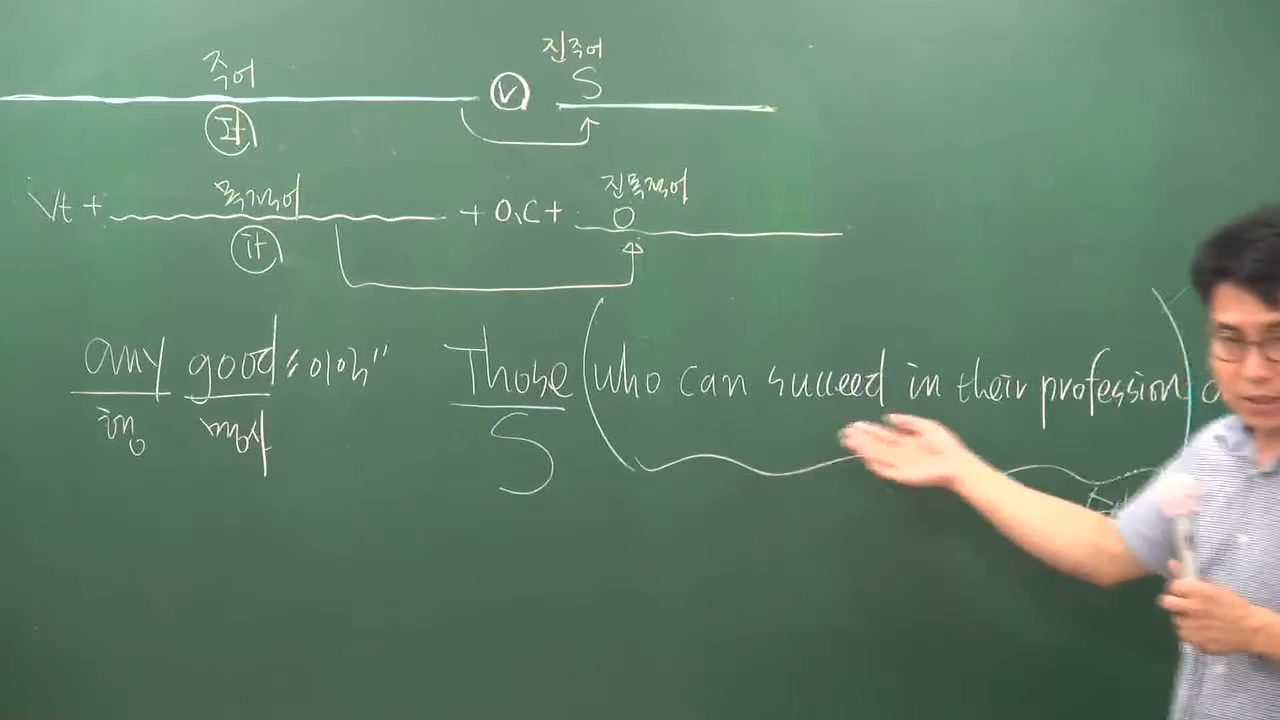 주어 Ⓥ 진주어 S
it
Vt + 목적어 + O.C + 진목적어 O
it
any good = 이익"
형 명사
Those (who can succeed in their profession)
S